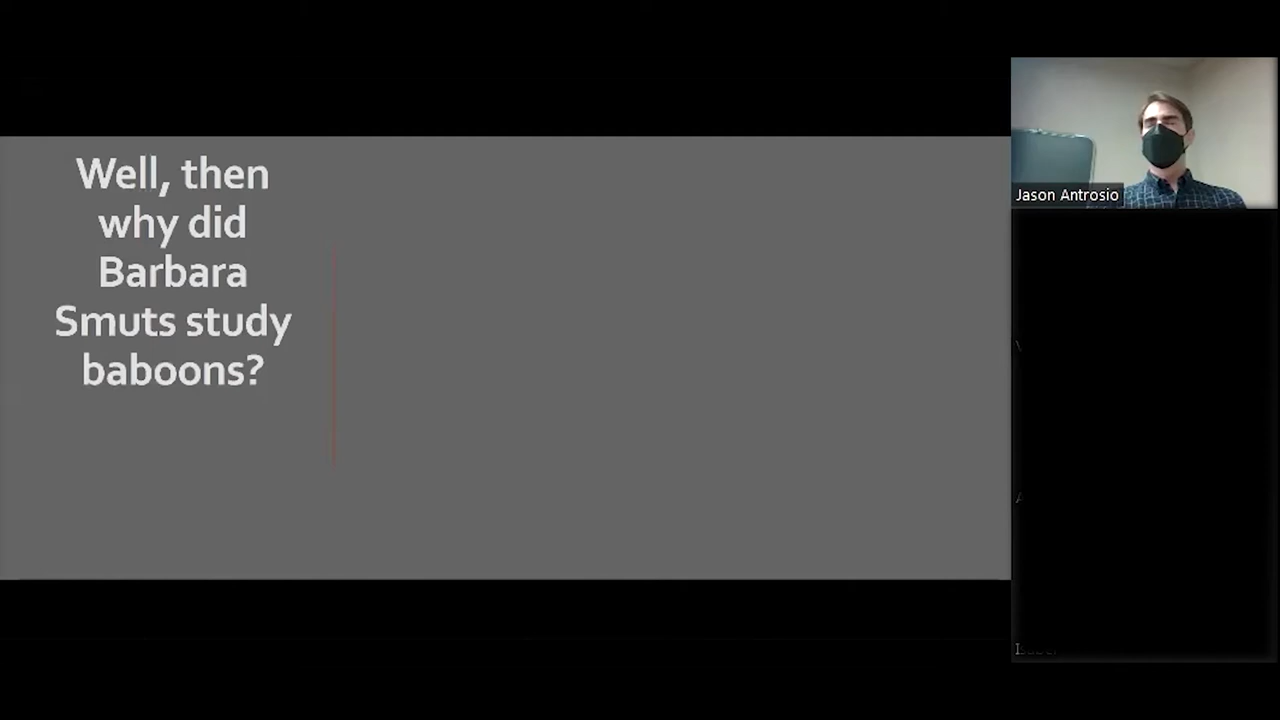 Well, then
why did
Barbara
Smuts study
baboons?
Jason Antrosio